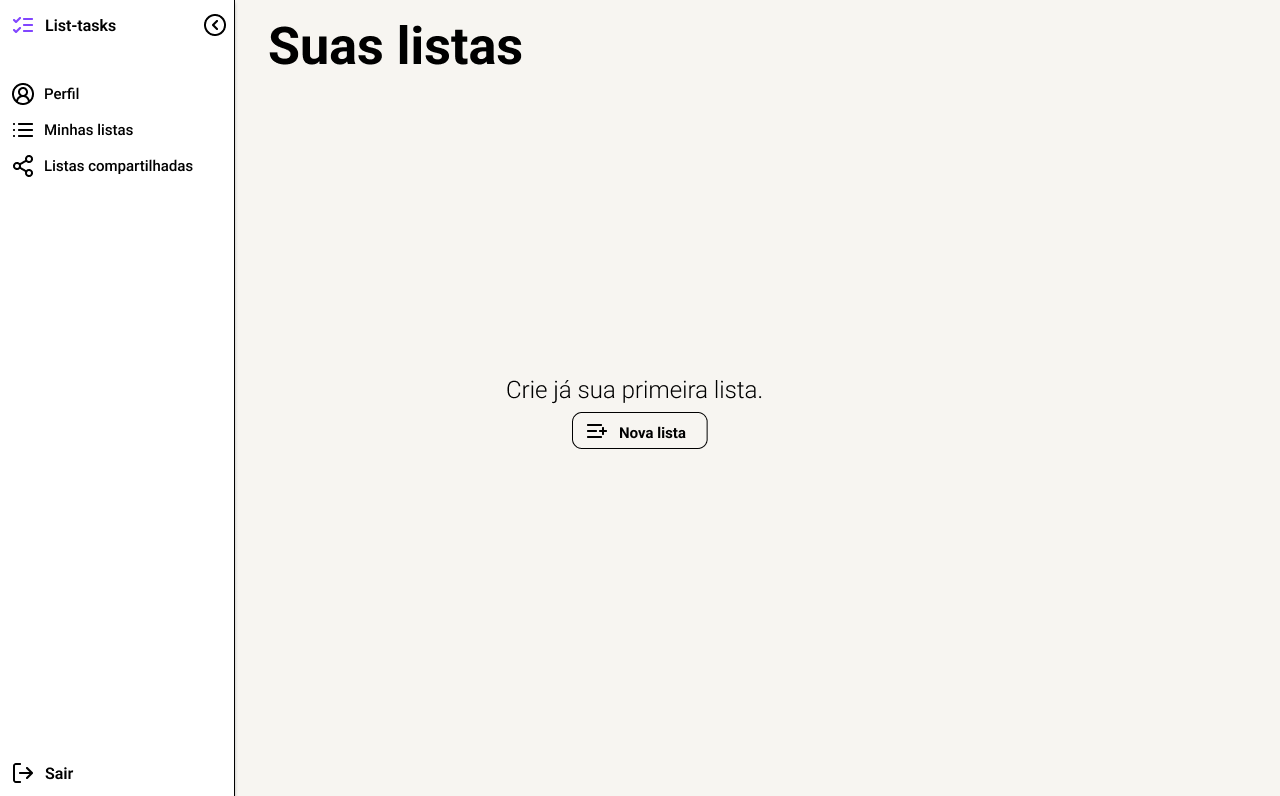 List-tasks
Perfil
Minhas listas
Listas compartilhadas
Sair
Suas listas
Crie já sua primeira lista.
Nova lista